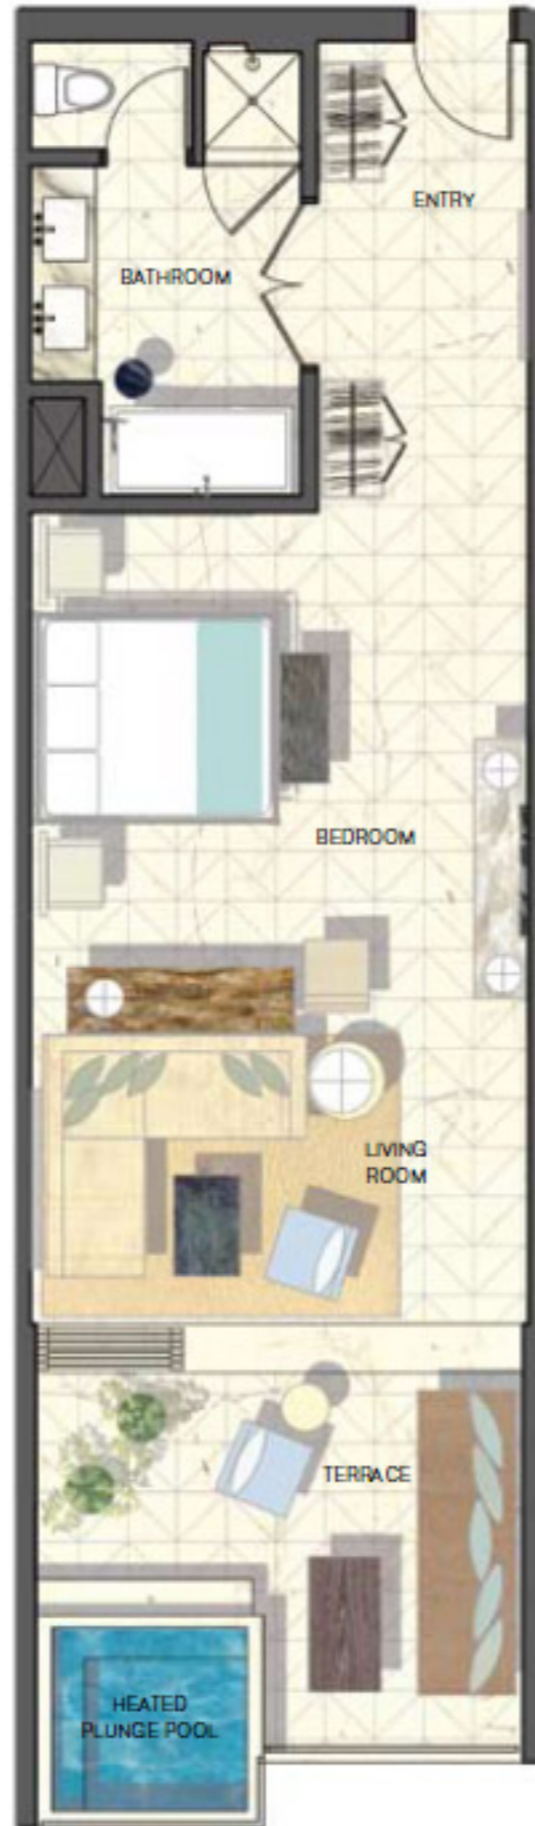 ENTRY
BATHROOM
BEDROOM
LIVING
ROOM
TERRACE
HEATED
PLUNGE POOL